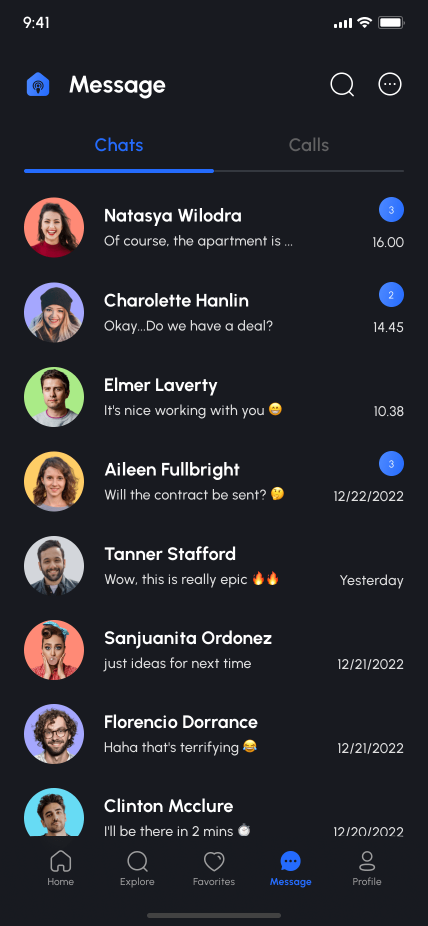 9:41
Message
Chats Calls
Natasya Wilodra 3
Of course, the apartment is ... 16.00
Charolette Hanlin 2
Okay...Do we have a deal? 14.45
Elmer Laverty
It's nice working with you 😁 10.38
Aileen Fullbright 3
Will the contract be sent? 🤔 12/22/2022
Tanner Stafford
Wow, this is really epic 🔥🔥 Yesterday
Sanjuanita Ordonez
just ideas for next time 12/21/2022
Florencio Dorrance
Haha that's terrifying 😂 12/21/2022
Clinton Mcclure
I'll be there in 2 mins ⏱ 12/20/2022
Home Explore Favorites Message Profile